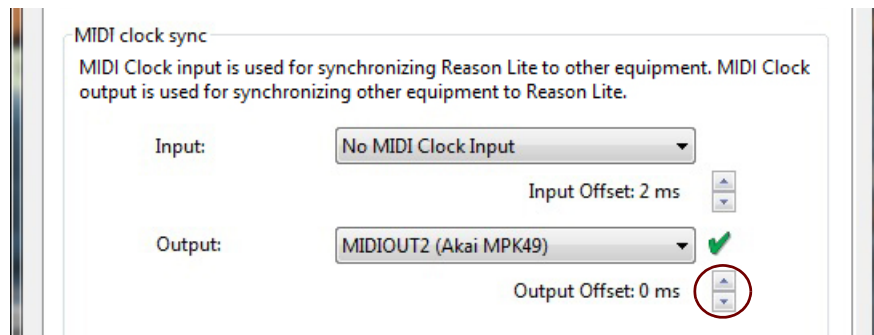 MIDI clock sync
MIDI Clock input is used for synchronizing Reason Lite to other equipment. MIDI Clock
output is used for synchronizing other equipment to Reason Lite.
Input:
No MIDI Clock Input
Input Offset: 2 ms
Output:
MIDIOUT2 (Akai MPK49)
Output Offset: 0 ms